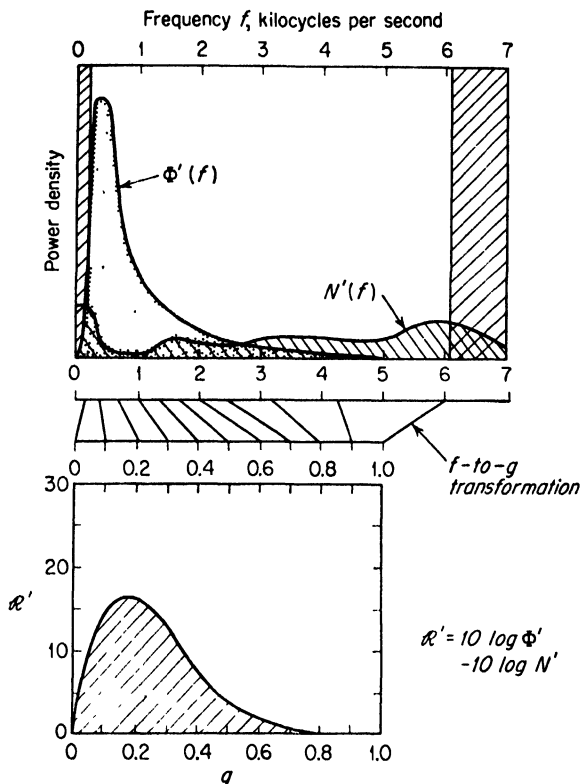 Frequency f, kilocycles per second
0 1 2 3 4 5 6 7
Power density
Φ'(f)
N'(f)
0 1 2 3 4 5 6 7
0 0.2 0.4 0.6 0.8 1.0
f-to-g
transformation
30
20
10
0
ℛ'
ℛ' = 10 log Φ'
-10 log N'
0 0.2 0.4 0.6 0.8 1.0
g